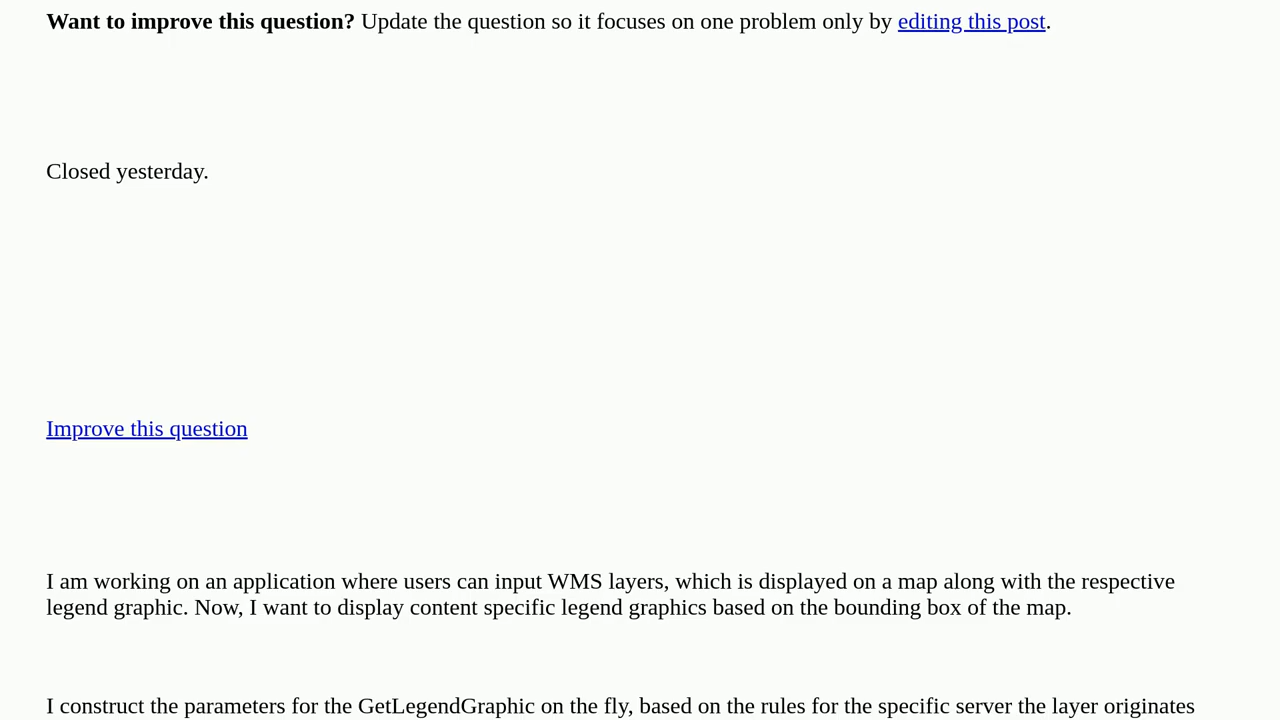 Want to improve this question? Update the question so it focuses on one problem only by editing this post.
Closed yesterday.
Improve this question
I am working on an application where users can input WMS layers, which is displayed on a map along with the respective
legend graphic. Now, I want to display content specific legend graphics based on the bounding box of the map.
I construct the parameters for the GetLegendGraphic on the fly, based on the rules for the specific server the layer originates